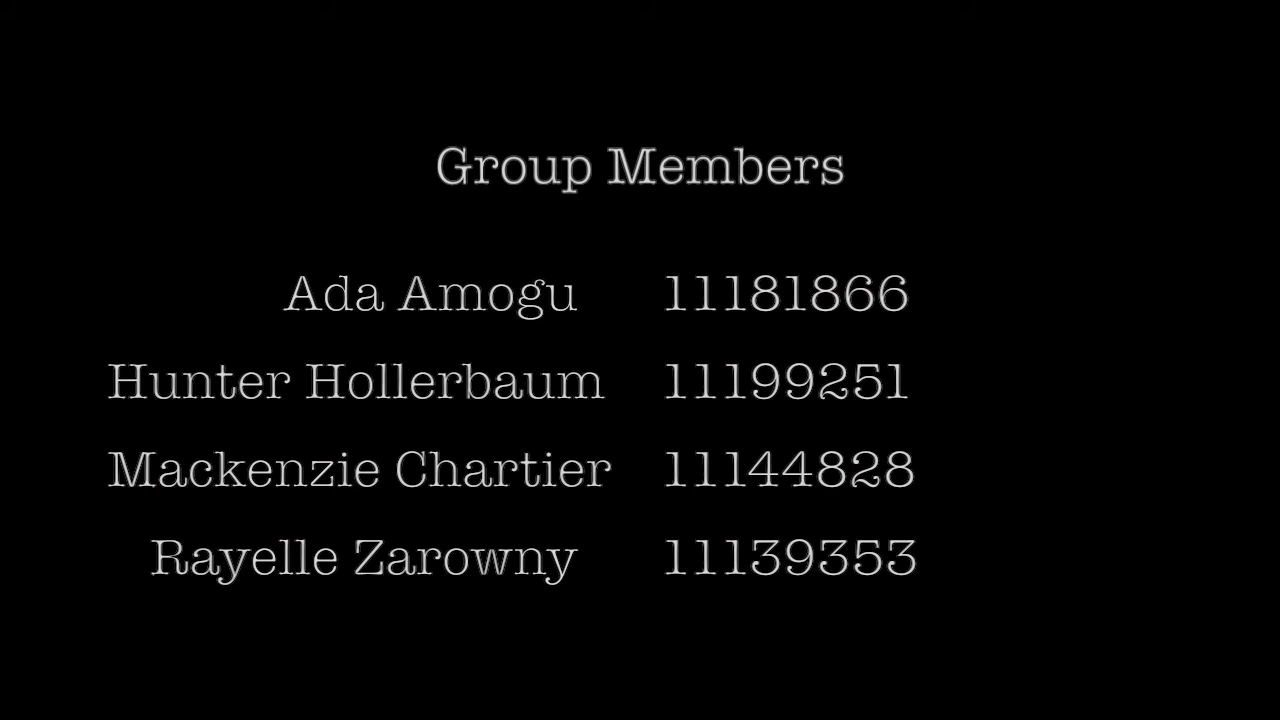 Group Members
Ada Amogu 11181866
Hunter Hollerbaum 11199251
Mackenzie Chartier 11144828
Rayelle Zarowny 11139353